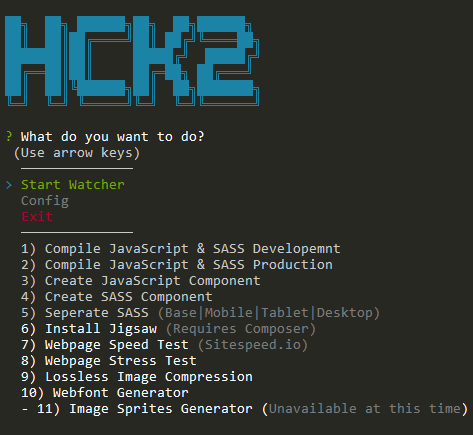 HCK2
? What do you want to do?
(Use arrow keys)
> Start Watcher
Config
Exit
1) Compile JavaScript & SASS Developemnt
2) Compile JavaScript & SASS Production
3) Create JavaScript Component
4) Create SASS Component
5) Seperate SASS (Base|Mobile|Tablet|Desktop)
6) Install Jigsaw (Requires Composer)
7) Webpage Speed Test (Sitespeed.io)
8) Webpage Stress Test
9) Lossless Image Compression
10) Webfont Generator
- 11) Image Sprites Generator (Unavailable at this time)